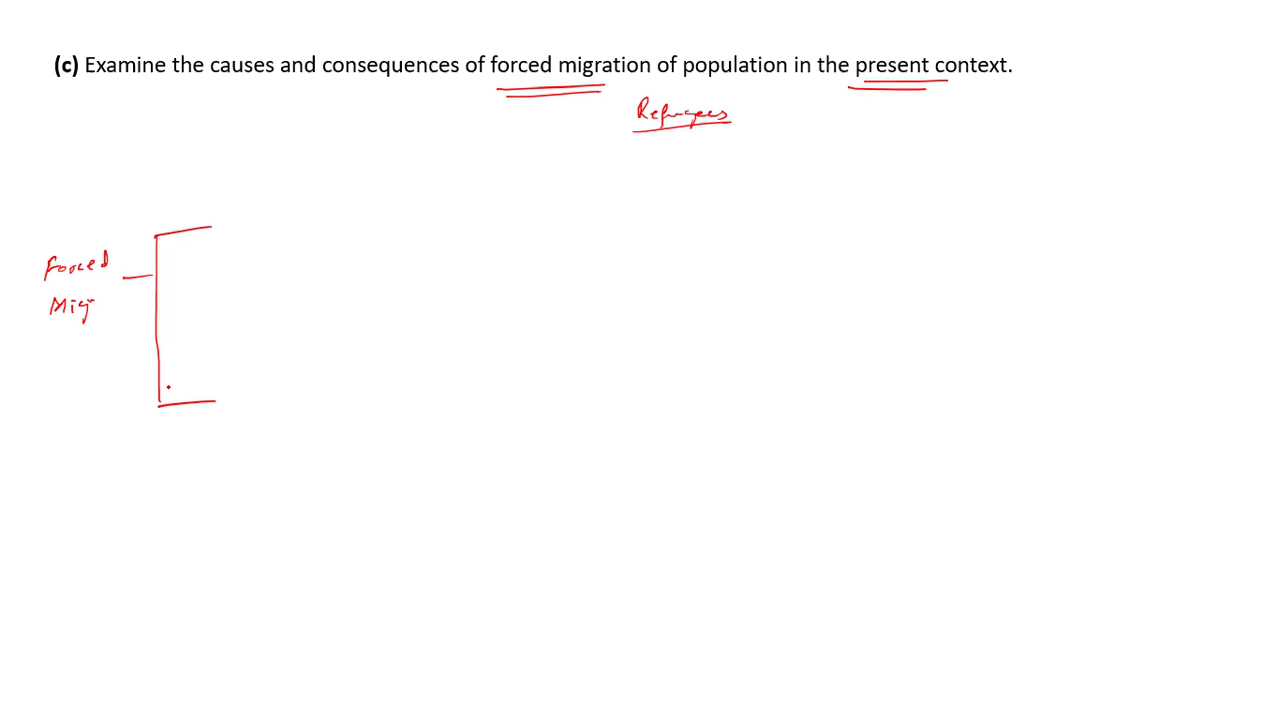 (c) Examine the causes and consequences of forced migration of population in the present context.
Refugees
Forced
Mig